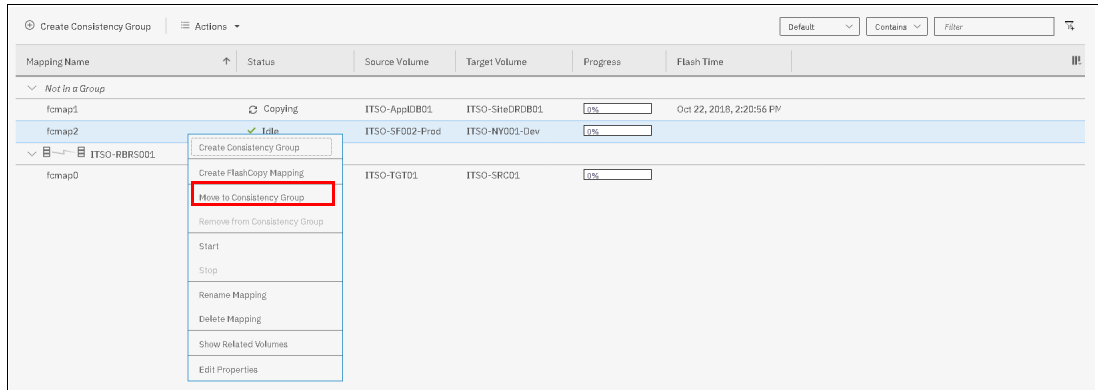 Create Consistency Group Actions Default Contains Filter
Mapping Name Status Source Volume Target Volume Progress Flash Time
Not in a Group
fcmap1 Copying ITSO-ApplDB01 ITSO-SiteDRDB01 0% Oct 22, 2018, 2:20:56 PM
fcmap2 Idle ITSO-SF002-Prod ITSO-NY001-Dev 0%
Create Consistency Group
ITSO-RBRS001
Create FlashCopy Mapping
fcmap0 ITSO-TGT01 ITSO-SRC01 0%
Move to Consistency Group
Remove from Consistency Group
Start
Stop
Rename Mapping
Delete Mapping
Show Related Volumes
Edit Properties